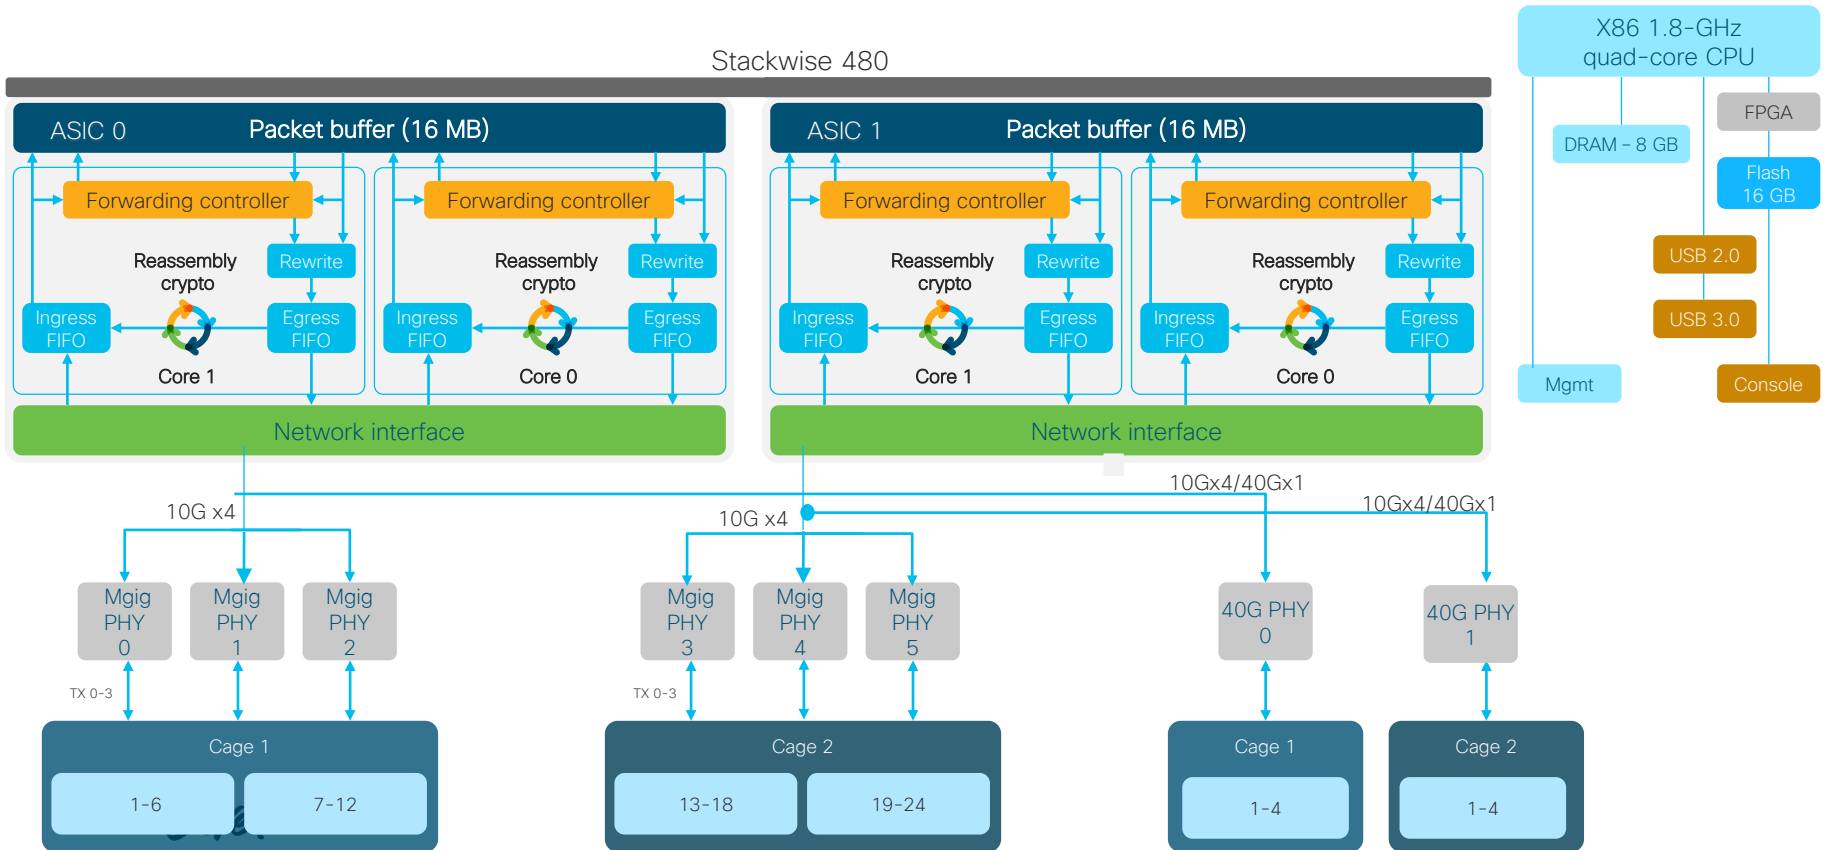 Stackwise 480
ASIC 0
Packet buffer (16 MB)
Forwarding controller
Forwarding controller
Reassembly
crypto
Rewrite
Reassembly
crypto
Rewrite
Ingress
FIFO
Egress
FIFO
Ingress
FIFO
Egress
FIFO
Core 1
Core 0
Network interface
ASIC 1
Packet buffer (16 MB)
Forwarding controller
Forwarding controller
Reassembly
crypto
Rewrite
Reassembly
crypto
Rewrite
Ingress
FIFO
Egress
FIFO
Ingress
FIFO
Egress
FIFO
Core 1
Core 0
Network interface
X86 1.8-GHz
quad-core CPU
FPGA
DRAM – 8 GB
Flash
16 GB
USB 2.0
USB 3.0
Mgmt
Console
10G x4
10G x4
10Gx4/40Gx1
10Gx4/40Gx1
Mgig
PHY
0
Mgig
PHY
1
Mgig
PHY
2
Mgig
PHY
3
Mgig
PHY
4
Mgig
PHY
5
40G PHY
0
40G PHY
1
TX 0-3
TX 0-3
Cage 1
1-6
7-12
Cage 2
13-18
19-24
Cage 1
1-4
Cage 2
1-4